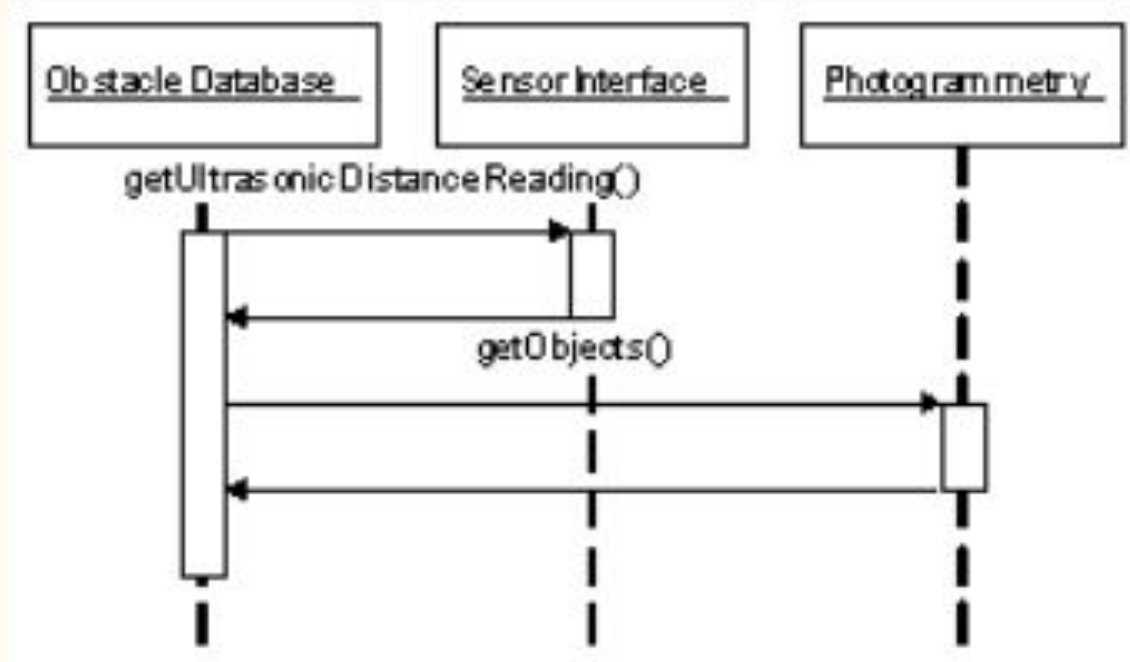 Obstacle Database
Sensor Interface
Photogrammetry
getUltrasonicDistanceReading()
getObjects()